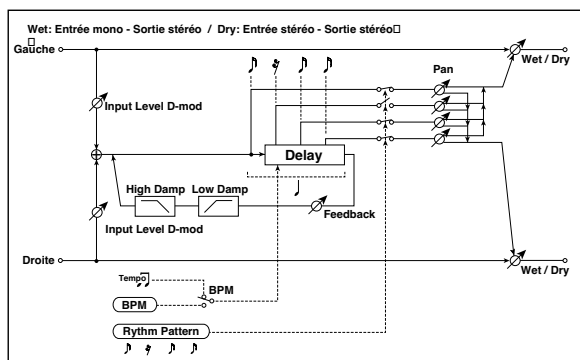 Wet: Entrée mono - Sortie stéréo / Dry: Entrée stéréo - Sortie stéréo
Gauche
Wet / Dry
Pan
Input Level D-mod
Delay
High Damp
Low Damp
Feedback
Input Level D-mod
Droite
Wet / Dry
Tempo
BPM
BPM
Rythm Pattern